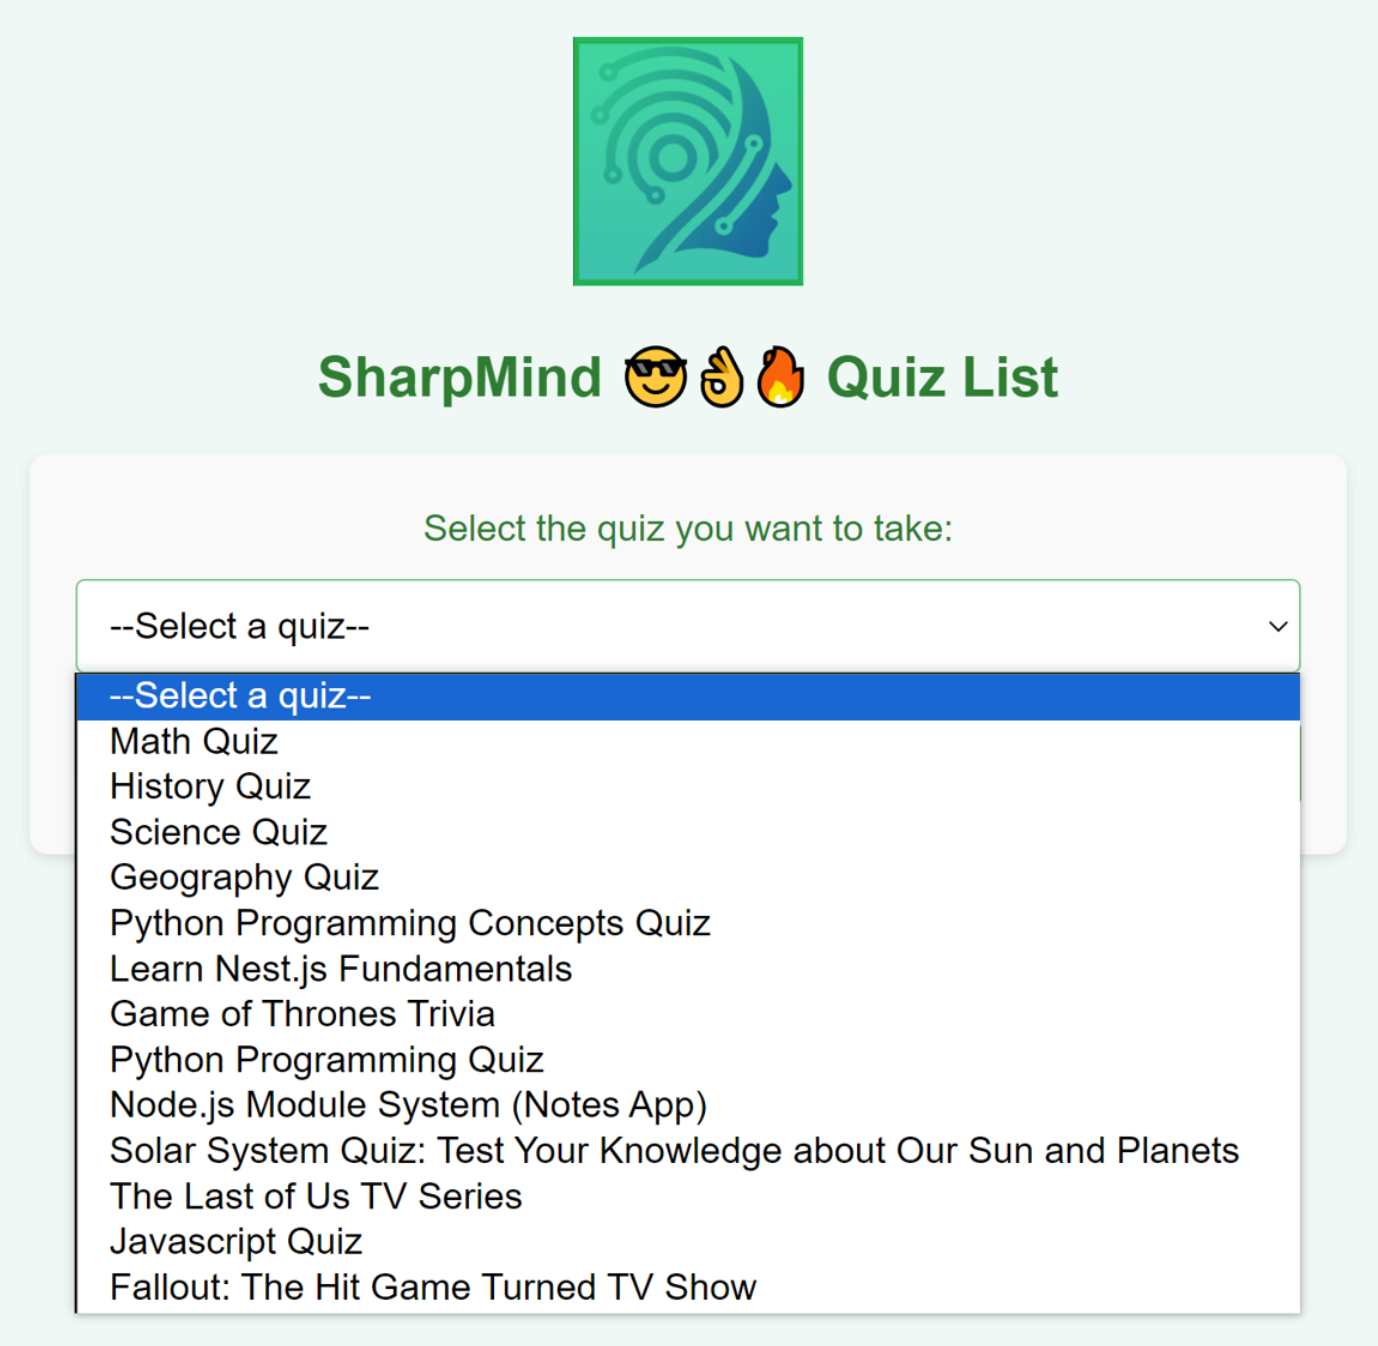 SharpMind 😎👌🔥 Quiz List
Select the quiz you want to take:
--Select a quiz--
--Select a quiz--
Math Quiz
History Quiz
Science Quiz
Geography Quiz
Python Programming Concepts Quiz
Learn Nest.js Fundamentals
Game of Thrones Trivia
Python Programming Quiz
Node.js Module System (Notes App)
Solar System Quiz: Test Your Knowledge about Our Sun and Planets
The Last of Us TV Series
Javascript Quiz
Fallout: The Hit Game Turned TV Show